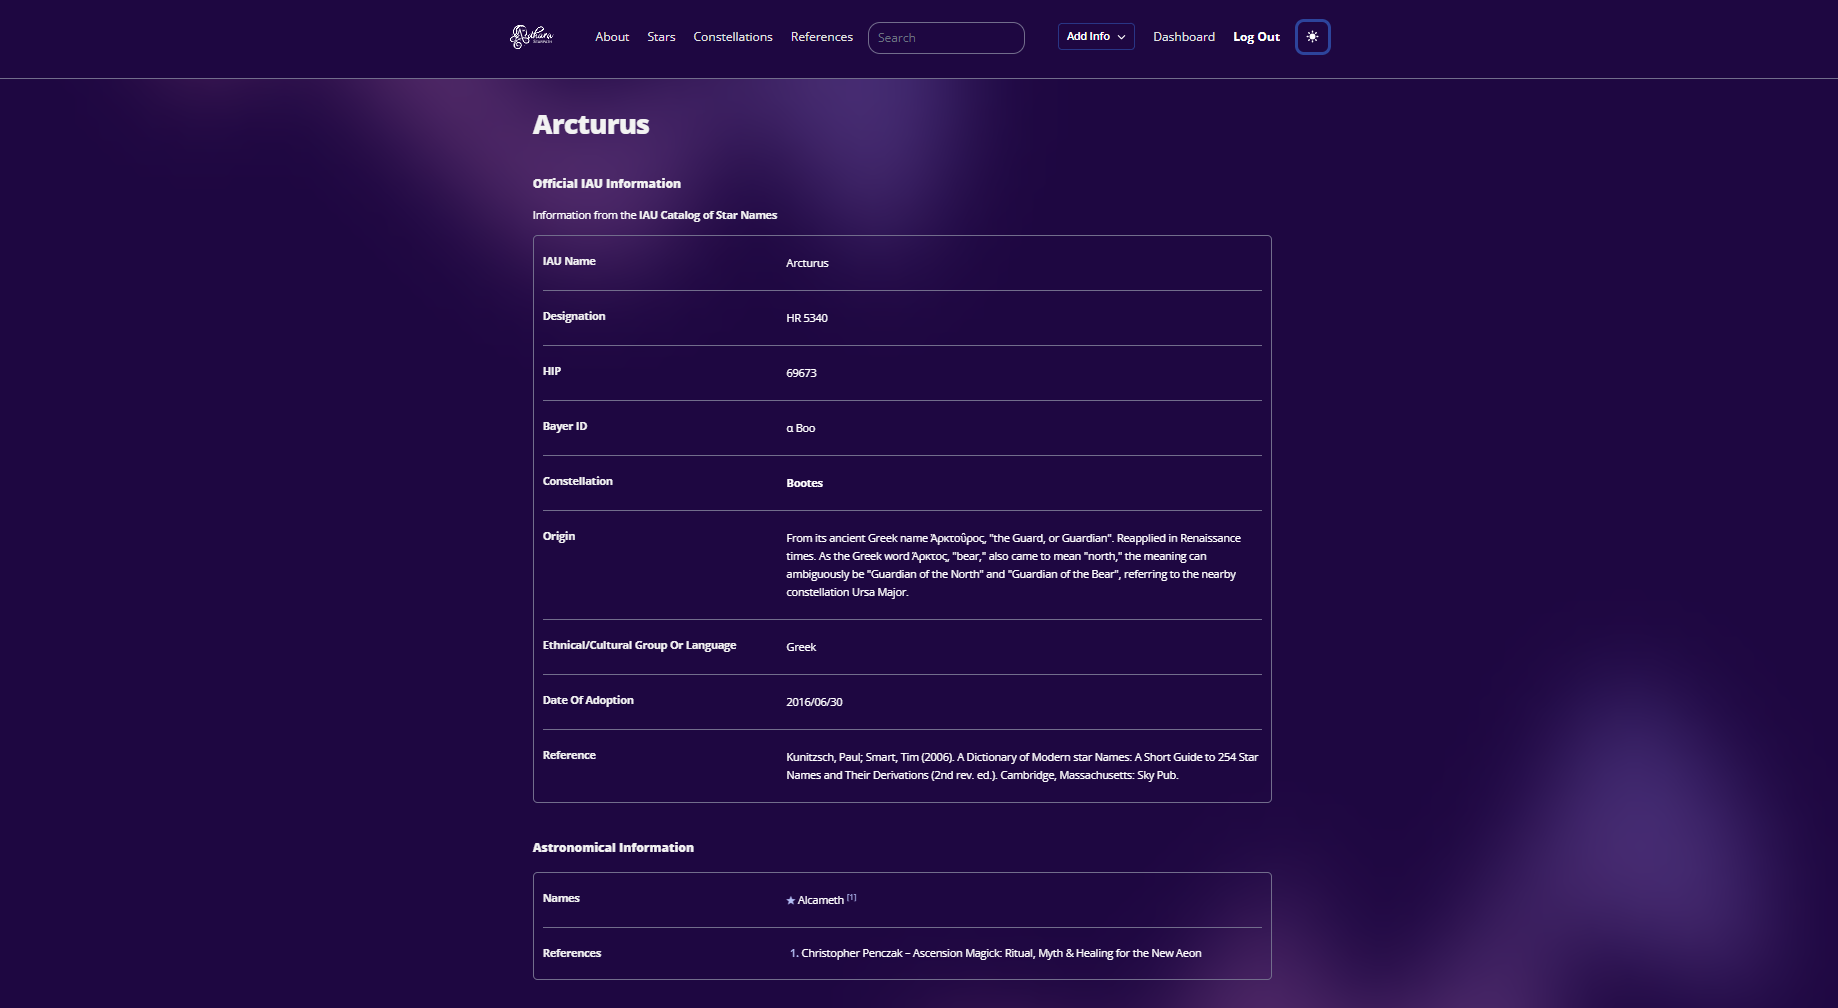 About Stars Constellations References Search Add Info Dashboard Log Out
Arcturus
Official IAU Information
Information from the IAU Catalog of Star Names
IAU Name Arcturus
Designation HR 5340
HIP 69673
Bayer ID α Boo
Constellation Bootes
Origin From its ancient Greek name Ἀρκτοῦρος, "the Guard, or Guardian". Reapplied in Renaissance
times. As the Greek word Ἄρκτος, "bear," also came to mean "north," the meaning can
ambiguously be "Guardian of the North" and "Guardian of the Bear", referring to the nearby
constellation Ursa Major.
Ethnical/Cultural Group Or Language Greek
Date Of Adoption 2016/06/30
Reference Kunitzsch, Paul; Smart, Tim (2006). A Dictionary of Modern star Names: A Short Guide to 254 Star
Names and Their Derivations (2nd rev. ed.). Cambridge, Massachusetts: Sky Pub.
Astronomical Information
Names ★ Alcameth [1]
References 1. Christopher Penczak – Ascension Magick: Ritual, Myth & Healing for the New Aeon